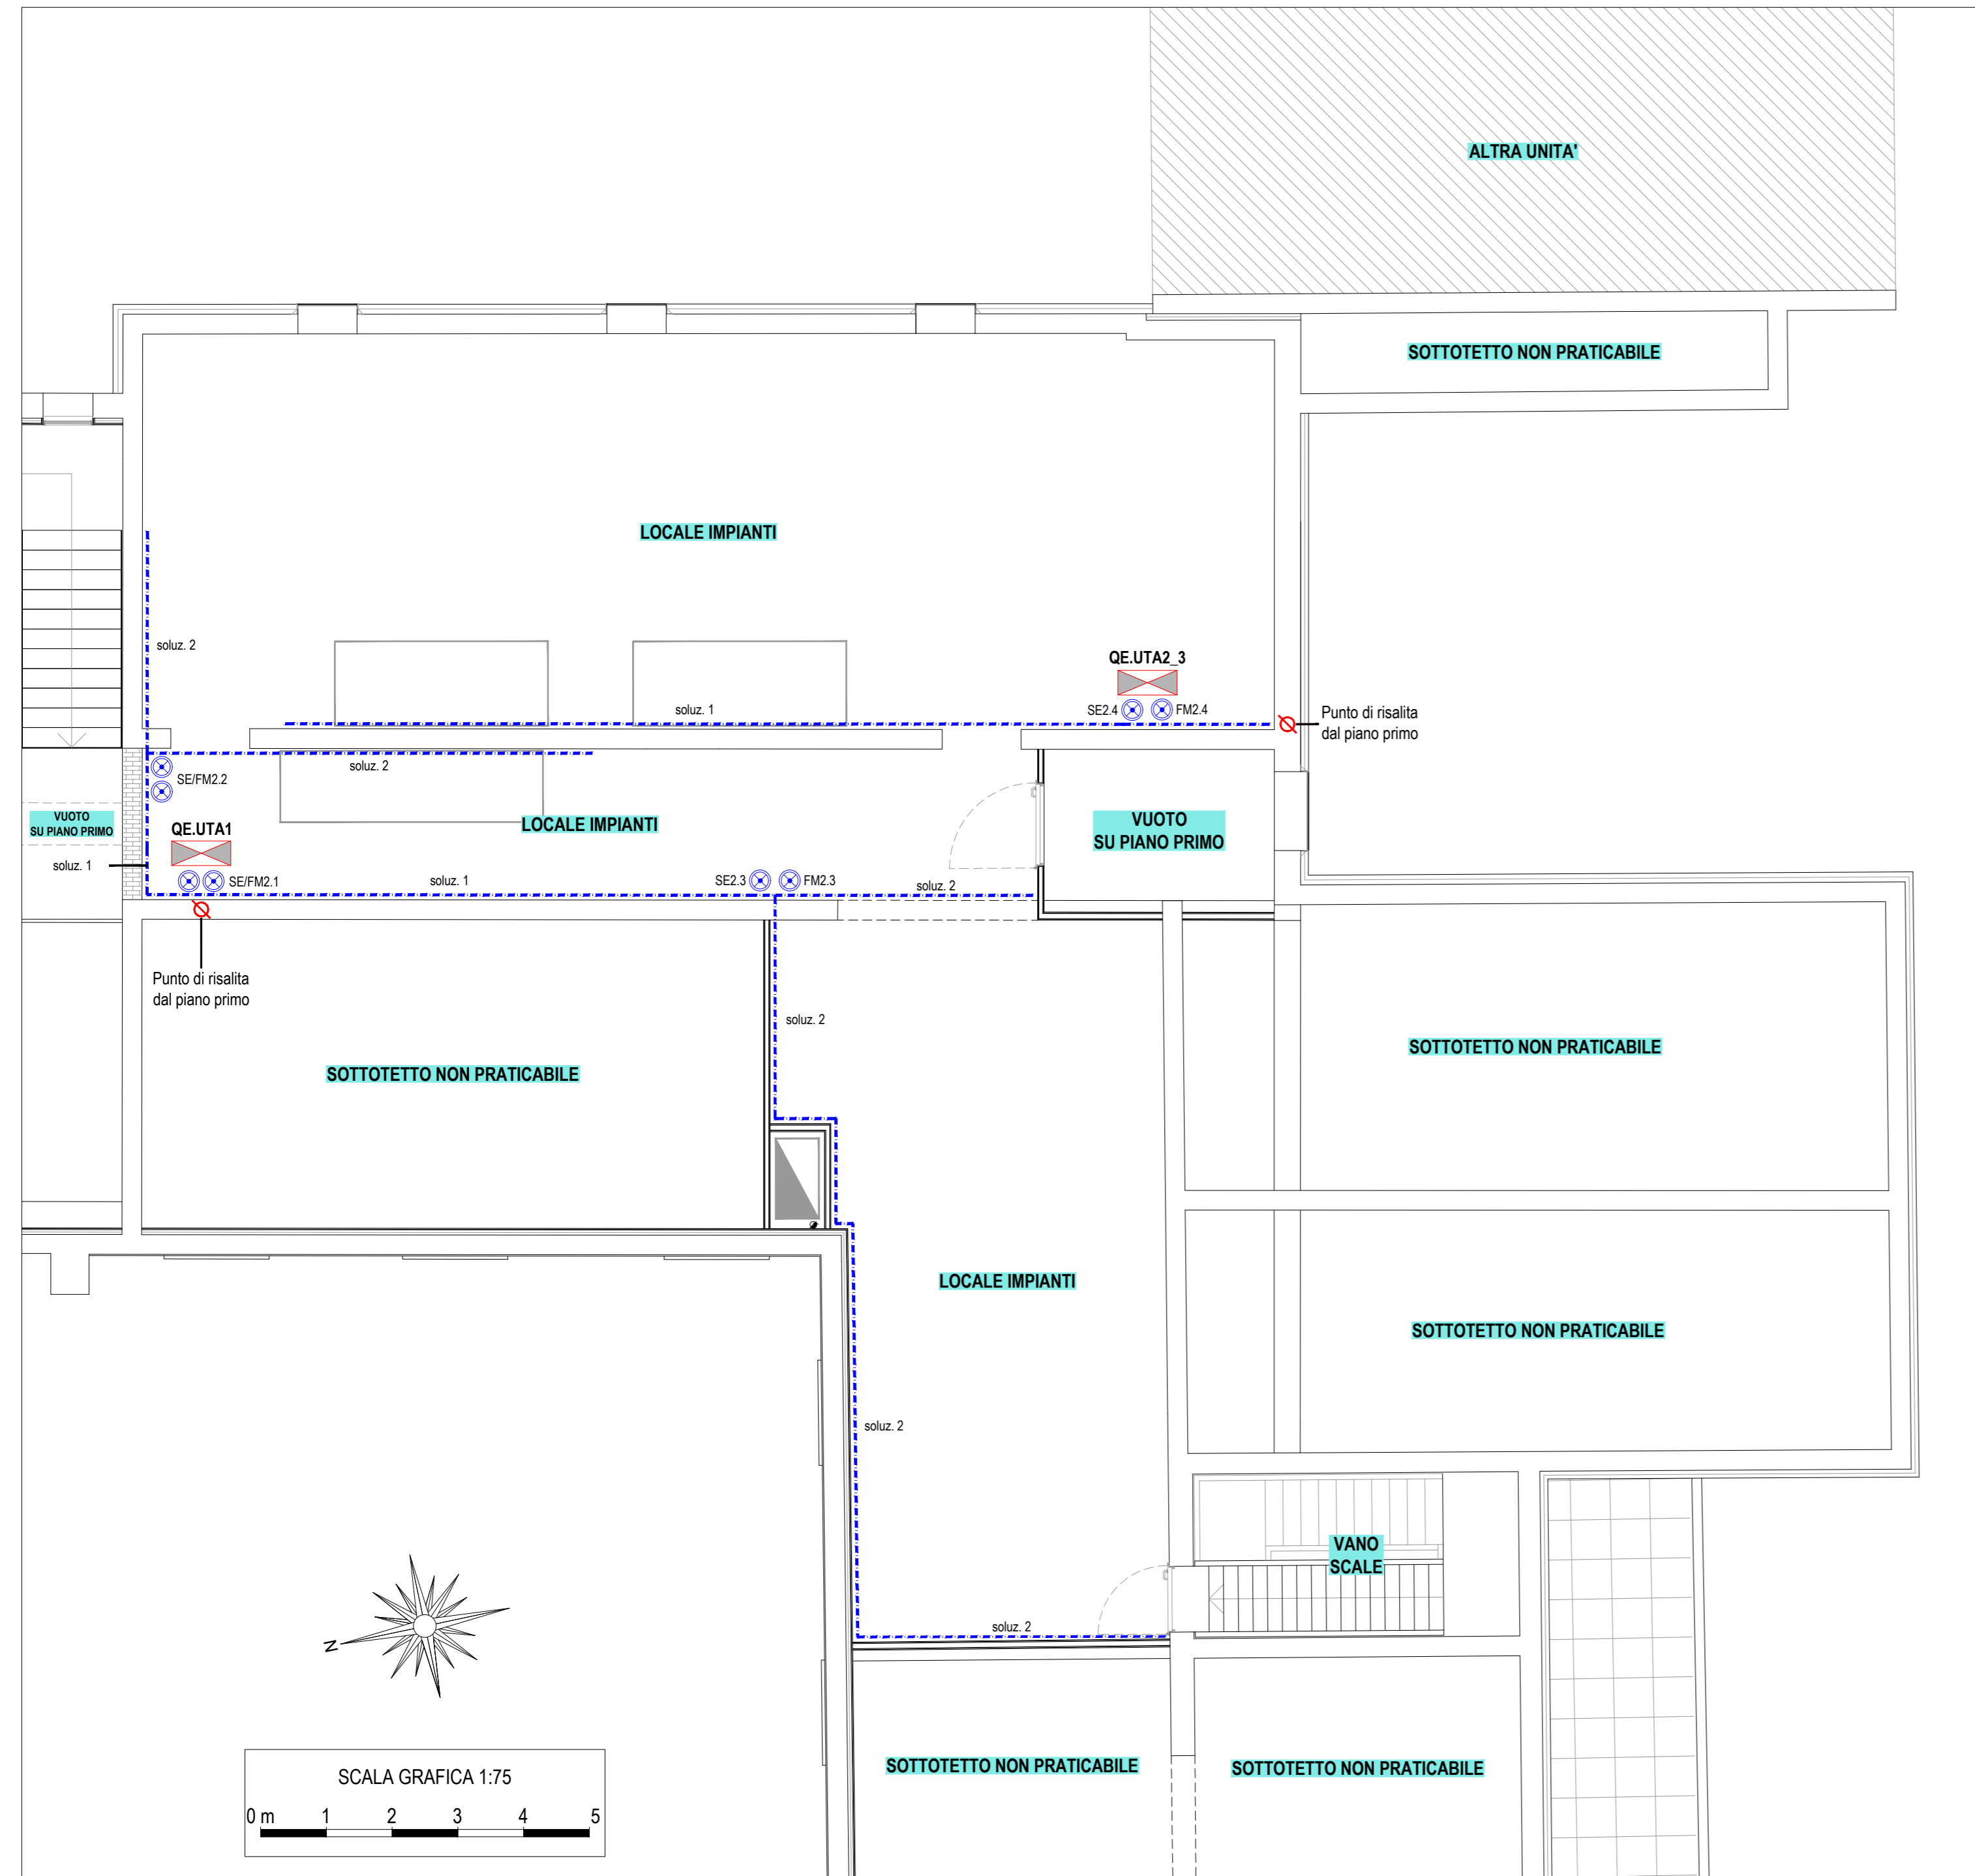 ALTRA UNITA'
SOTTOTETTO NON PRATICABILE
LOCALE IMPIANTI
soluz. 2
QE.UTA2_3
soluz. 1
SE2.4
FM2.4
Punto di risalita
dal piano primo
soluz. 2
SE/FM2.2
VUOTO
SU PIANO PRIMO
QE.UTA1
LOCALE IMPIANTI
VUOTO
SU PIANO PRIMO
soluz. 1
SE/FM2.1
soluz. 1
SE2.3
FM2.3
soluz. 2
Punto di risalita
dal piano primo
soluz. 2
SOTTOTETTO NON PRATICABILE
SOTTOTETTO NON PRATICABILE
LOCALE IMPIANTI
SOTTOTETTO NON PRATICABILE
soluz. 2
VANO
SCALE
soluz. 2
N
SOTTOTETTO NON PRATICABILE
SOTTOTETTO NON PRATICABILE
SCALA GRAFICA 1:75
0 m 1 2 3 4 5